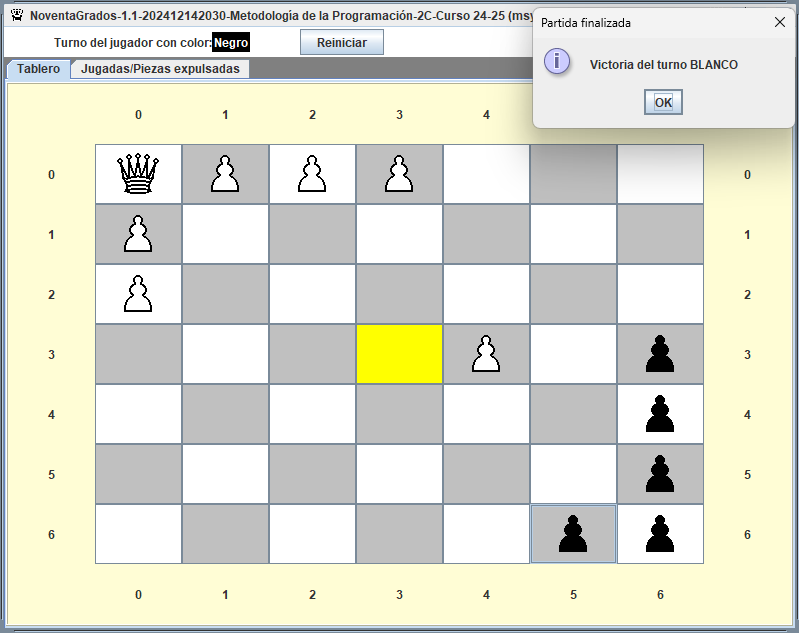 NoventaGrados-1.1-202412142030-Metodología de la Programación-2C-Curso 24-25 (msy
Partida finalizada
Turno del jugador con color: Negro
Reiniciar
i
Victoria del turno BLANCO
Tablero
Jugadas/Piezas expulsadas
OK
0 1 2 3 4
0 0
1 1
2 2
3 3
4 4
5 5
6 6
0 1 2 3 4 5 6